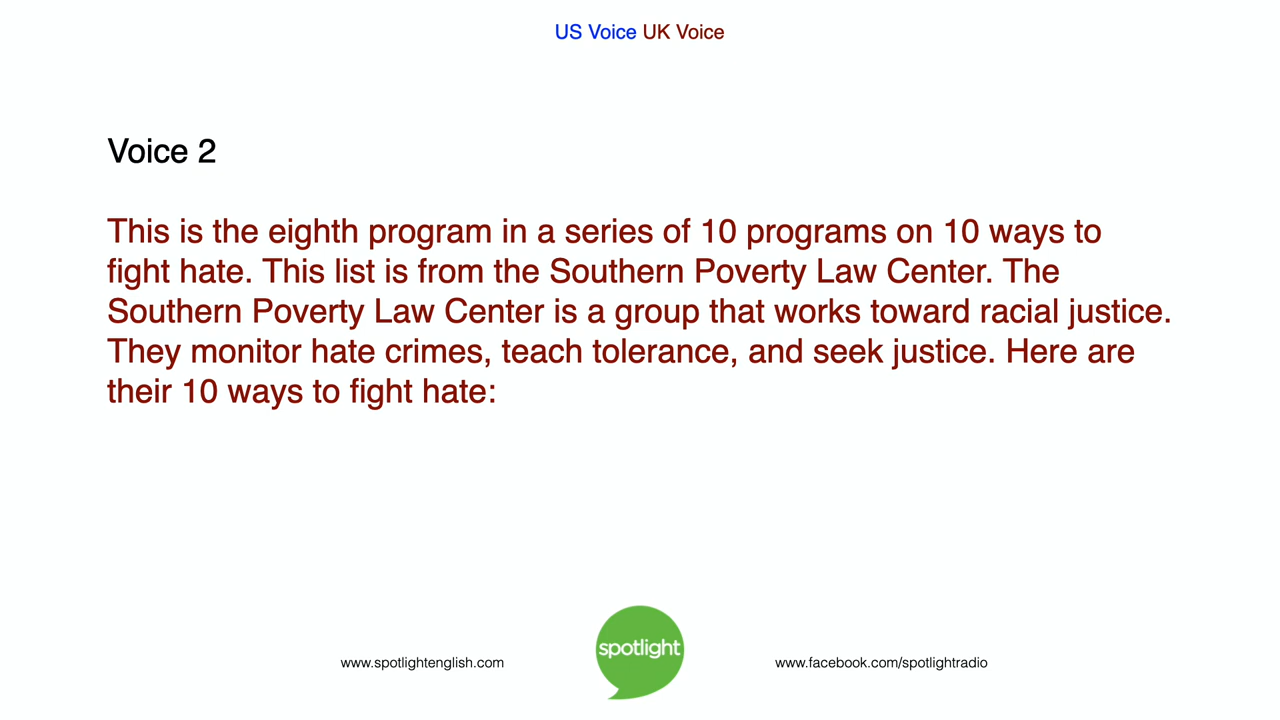 US Voice UK Voice
Voice 2
This is the eighth program in a series of 10 programs on 10 ways to
fight hate. This list is from the Southern Poverty Law Center. The
Southern Poverty Law Center is a group that works toward racial justice.
They monitor hate crimes, teach tolerance, and seek justice. Here are
their 10 ways to fight hate:
www.spotlightenglish.com
spotlight
www.facebook.com/spotlightradio